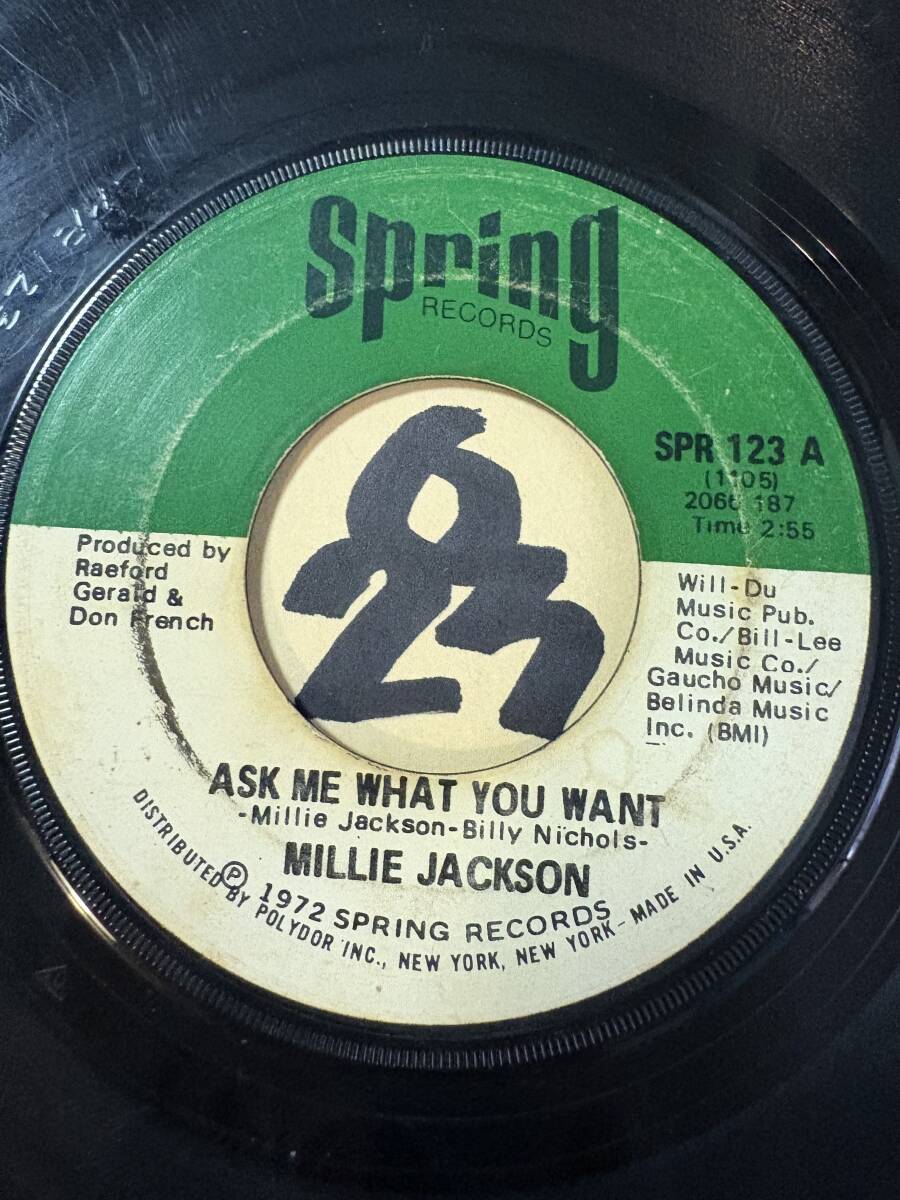 Spring
RECORDS
SPR 123 A
(1105)
2066 187
Time 2:55
Produced by
Raeford
Gerald &
Don French
Will-Du
Music Pub.
Co./Bill-Lee
Music Co./
Gaucho Music/
Belinda Music
Inc. (BMI)
ASK ME WHAT YOU WANT
-Millie Jackson-Billy Nichols-
MILLIE JACKSON
℗ 1972 SPRING RECORDS
DISTRIBUTED BY POLYDOR INC., NEW YORK, NEW YORK-MADE IN U.S.A.